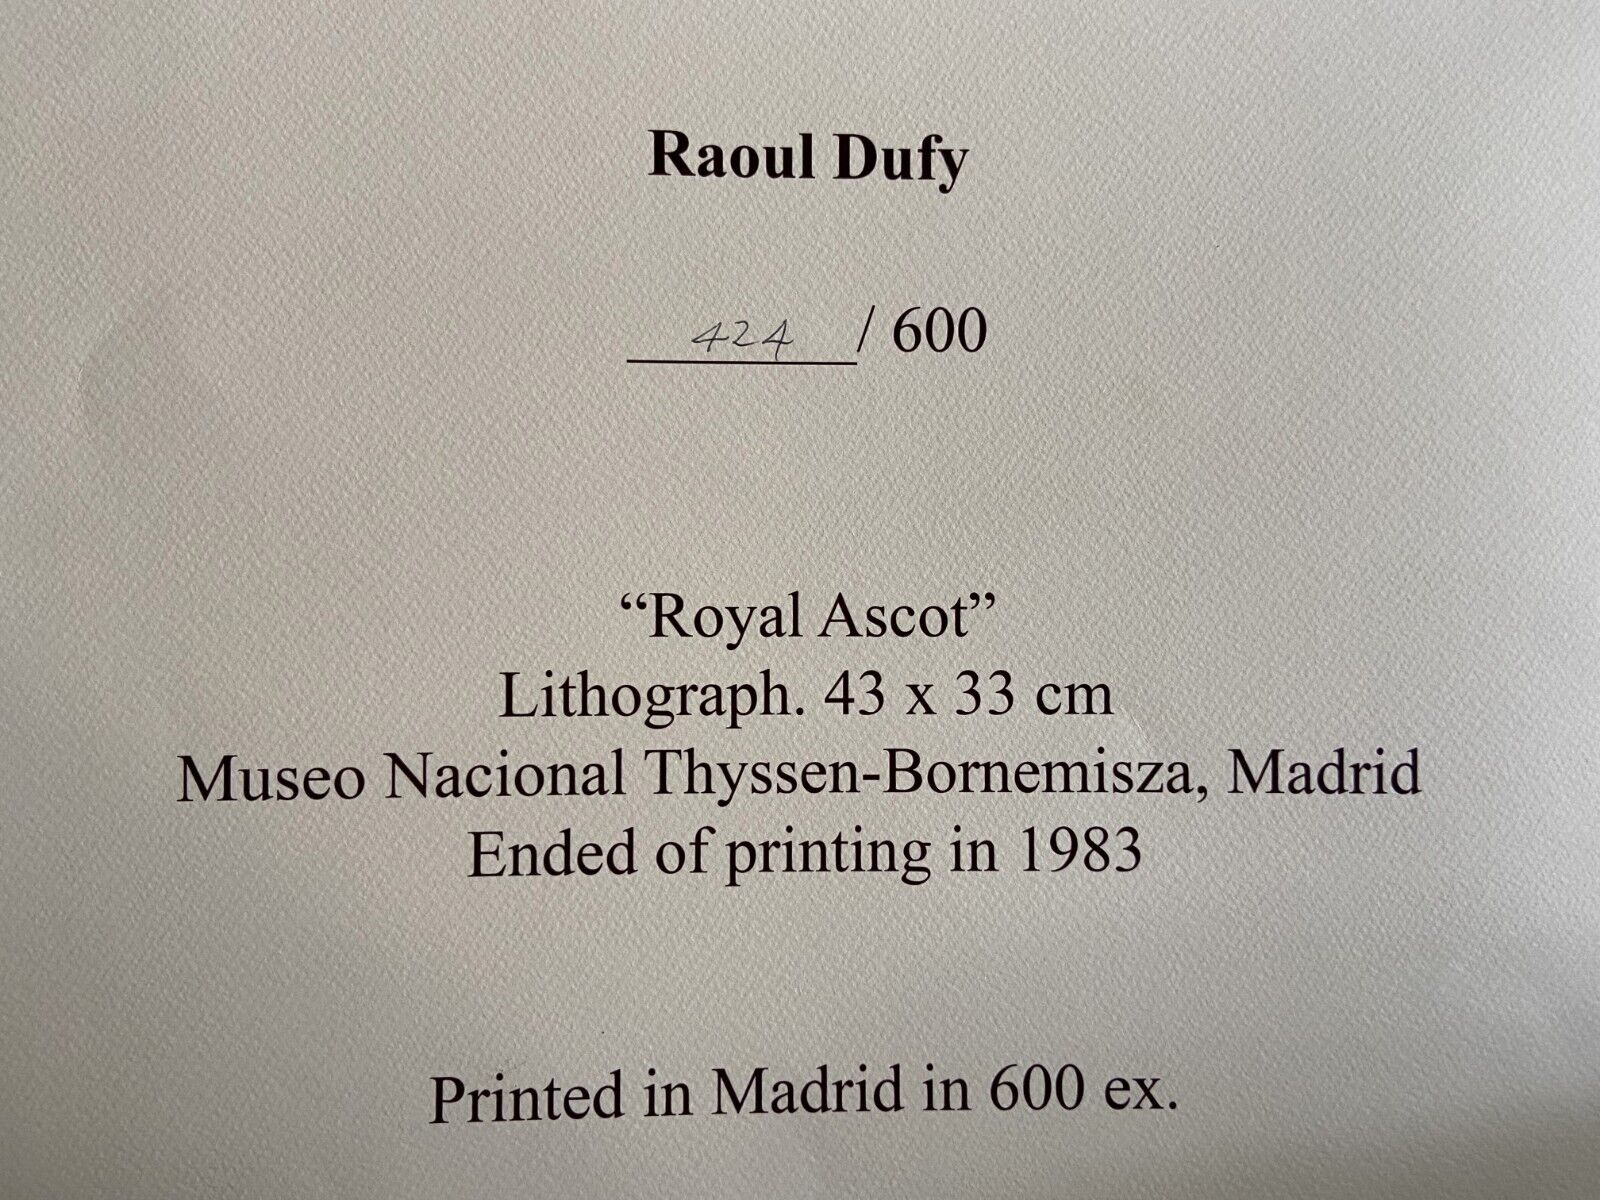 Raoul Dufy
424 / 600
“Royal Ascot”
Lithograph. 43 x 33 cm
Museo Nacional Thyssen-Bornemisza, Madrid
Ended of printing in 1983
Printed in Madrid in 600 ex.